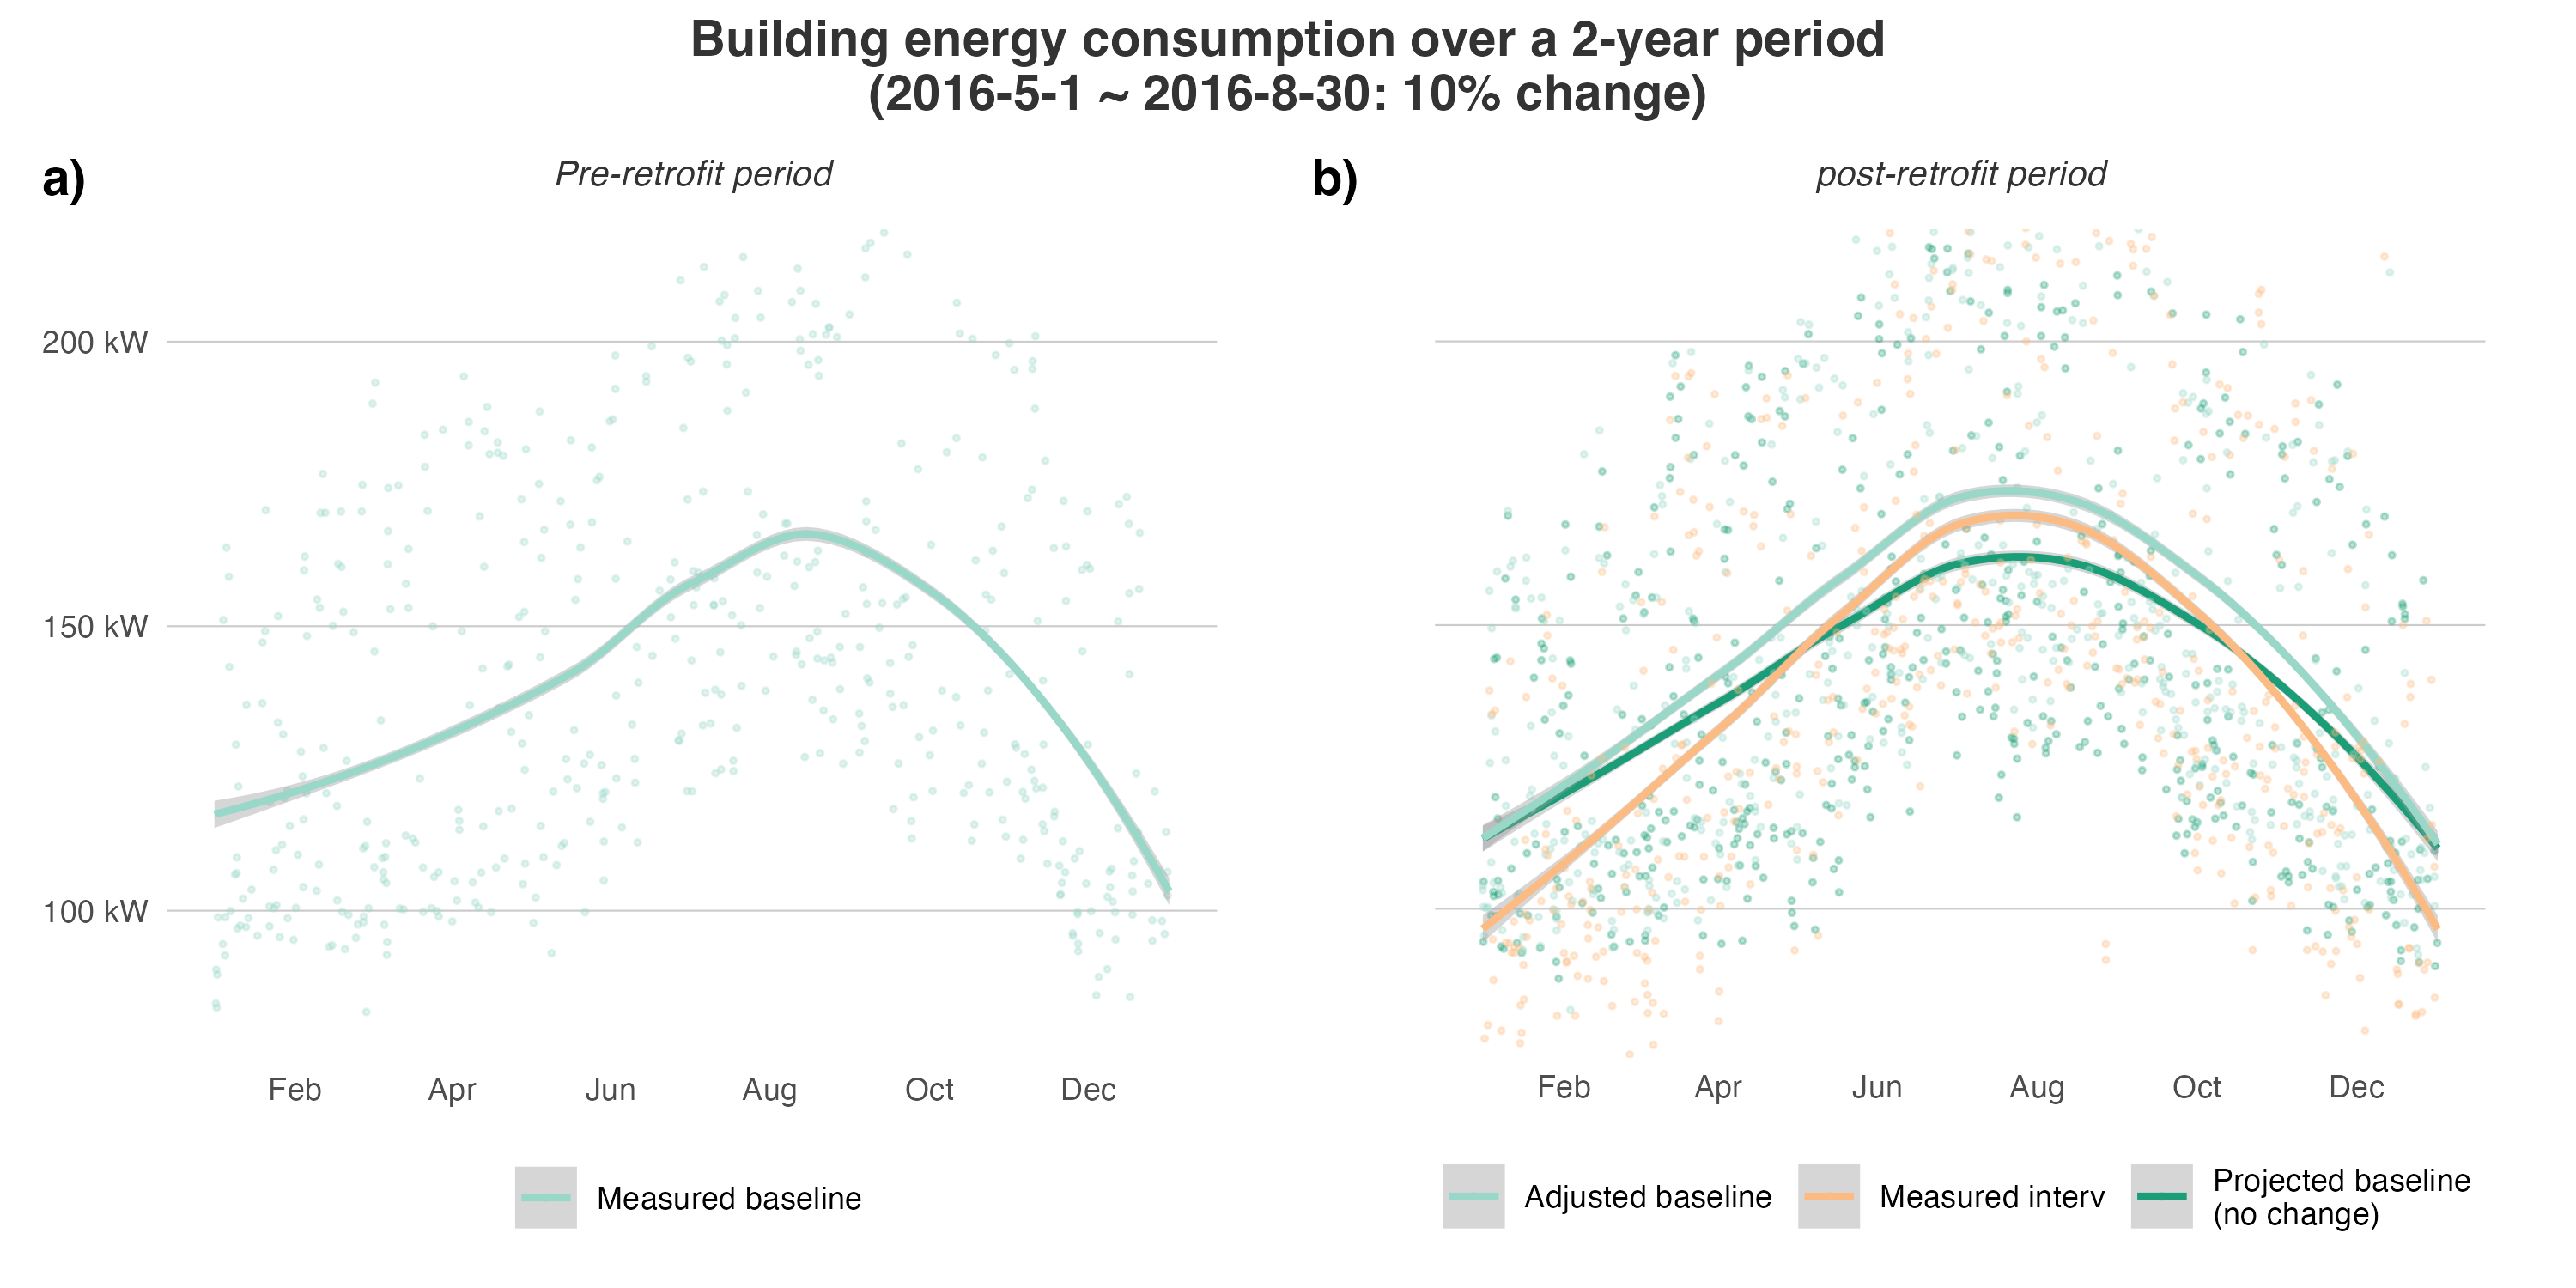 Building energy consumption over a 2-year period
(2016-5-1 ~ 2016-8-30: 10% change)
a)
Pre-retrofit period
200 kW
150 kW
100 kW
Feb Apr Jun Aug Oct Dec
Measured baseline
b)
post-retrofit period
Feb Apr Jun Aug Oct Dec
Adjusted baseline
Measured interv
Projected baseline
(no change)